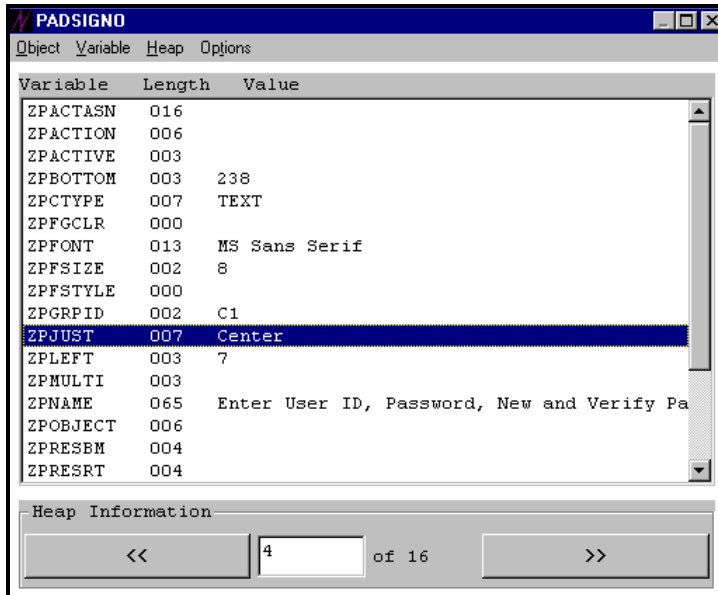 PADSIGNO
Object Variable Heap Options
Variable Length Value
ZPACTASN 016
ZPACTION 006
ZPACTIVE 003
ZPBOTTOM 003 238
ZPCTYPE 007 TEXT
ZPFGCLR 000
ZPFONT 013 MS Sans Serif
ZPFSIZE 002 8
ZPFSTYLE 000
ZPGRPID 002 C1
ZPJUST 007 Center
ZPLEFT 003 7
ZPMULTI 003
ZPNAME 065 Enter User ID, Password, New and Verify Pa
ZPOBJECT 006
ZPRESBM 004
ZPRESRT 004
Heap Information
<< 4 of 16 >>